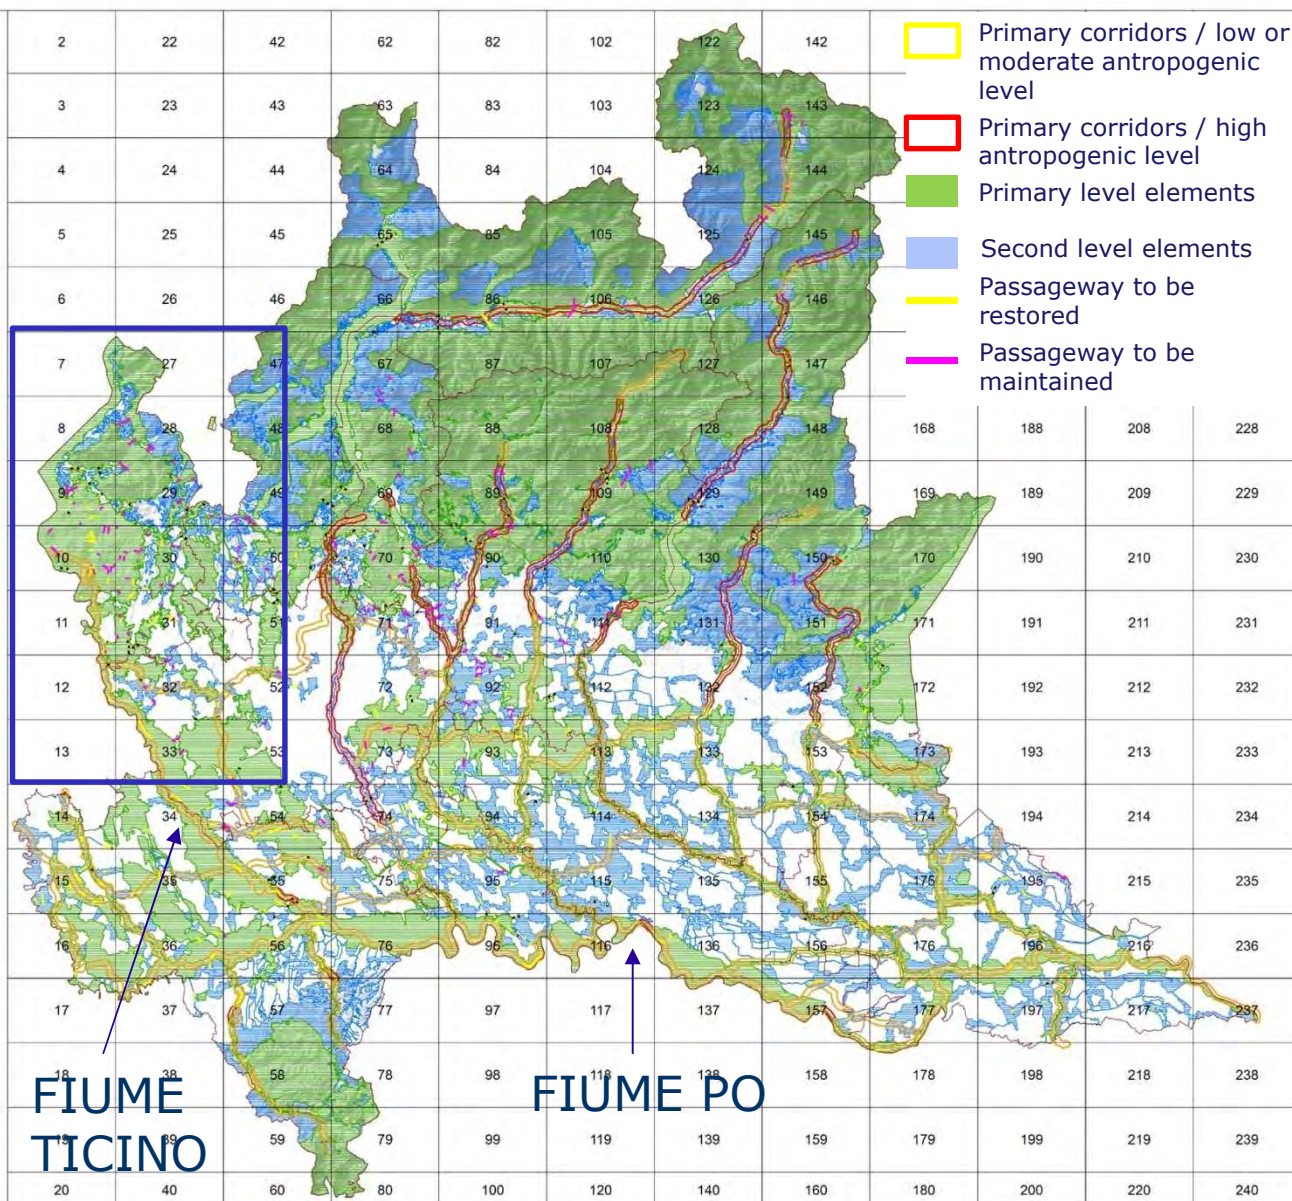 2 22 42 62 82 102 122 142
Primary corridors / low or
moderate antropogenic
level
3 23 43 63 83 103 123 143
Primary corridors / high
antropogenic level
4 24 44 64 84 104 124 144
Primary level elements
5 25 45 65 85 105 125 145
Second level elements
6 26 46 66 86 106 126 146
Passageway to be
restored
7 27 47 67 87 107 127 147
Passageway to be
maintained
8 28 48 68 88 108 128 148 168 188 208 228
9 29 49 69 89 109 129 149 169 189 209 229
10 30 50 70 90 110 130 150 170 190 210 230
11 31 51 71 91 111 131 151 171 191 211 231
12 32 52 72 92 112 132 152 172 192 212 232
13 33 53 73 93 113 133 153 173 193 213 233
14 34 54 74 94 114 134 154 174 194 214 234
15 35 55 75 95 115 135 155 175 195 215 235
16 36 56 76 96 116 136 156 176 196 216 236
17 37 57 77 97 117 137 157 177 197 217 237
18 38 58 78 98 118 138 158 178 198 218 238
FIUME
TICINO
FIUME PO
19 39 59 79 99 119 139 159 179 199 219 239
20 40 60 80 100 120 140 160 180 200 220 240